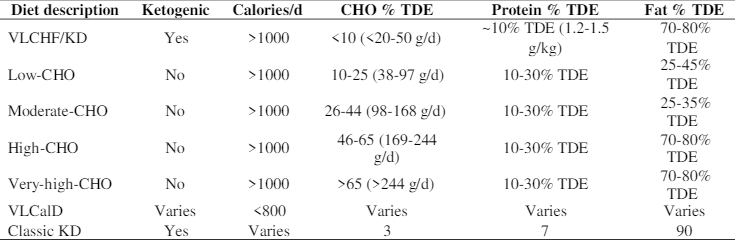 Diet description Ketogenic Calories/d CHO % TDE Protein % TDE Fat % TDE
VLCHF/KD Yes >1000 <10 (<20-50 g/d) ~10% TDE (1.2-1.5 g/kg) 70-80% TDE
Low-CHO No >1000 10-25 (38-97 g/d) 10-30% TDE 25-45% TDE
Moderate-CHO No >1000 26-44 (98-168 g/d) 10-30% TDE 25-35% TDE
High-CHO No >1000 46-65 (169-244 g/d) 10-30% TDE 70-80% TDE
Very-high-CHO No >1000 >65 (>244 g/d) 10-30% TDE 70-80% TDE
VLCalD Varies <800 Varies Varies Varies
Classic KD Yes Varies 3 7 90